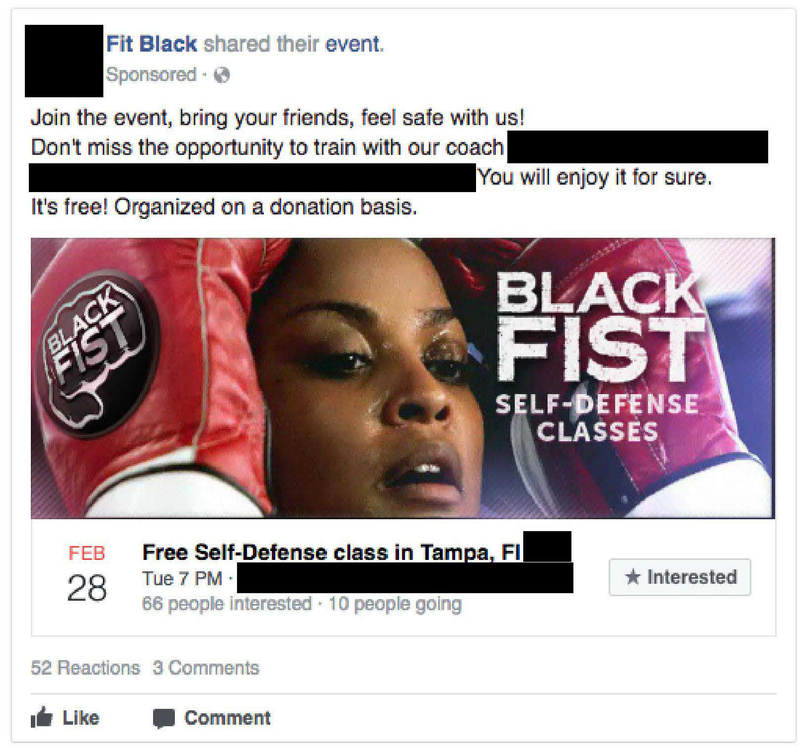 Fit Black shared their event.
Sponsored ·
Join the event, bring your friends, feel safe with us!
Don't miss the opportunity to train with our coach
You will enjoy it for sure.
It's free! Organized on a donation basis.
BLACK
FIST
BLACK
FIST
SELF-DEFENSE
CLASSES
FEB
28
Free Self-Defense class in Tampa, Fl
Tue 7 PM ·
66 people interested · 10 people going
★ Interested
52 Reactions 3 Comments
Like Comment